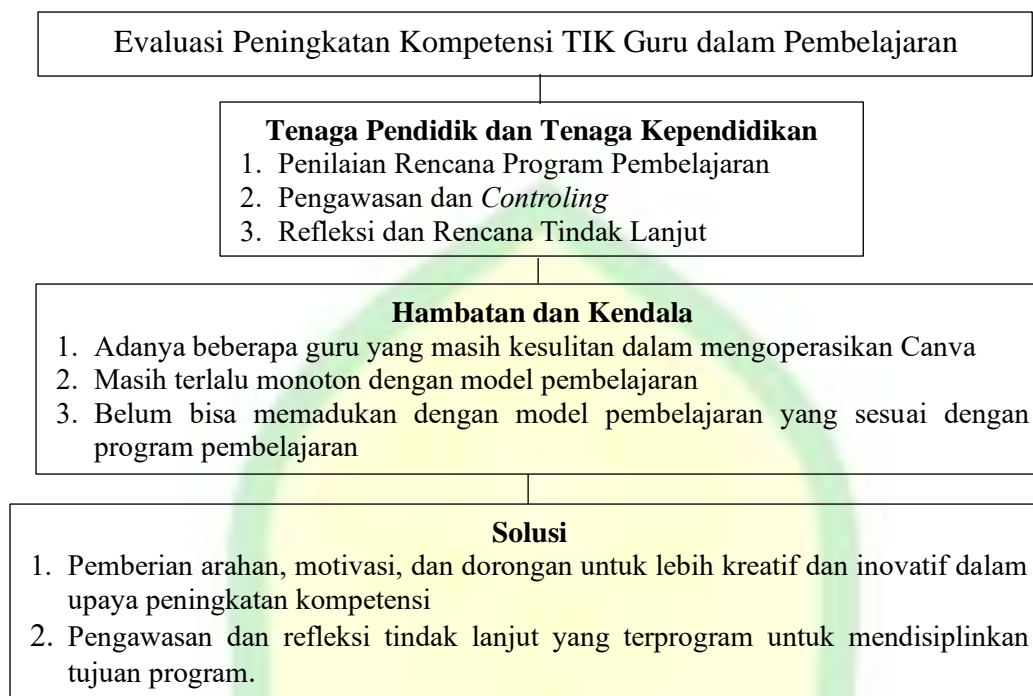 Evaluasi Peningkatan Kompetensi TIK Guru dalam Pembelajaran
Tenaga Pendidik dan Tenaga Kependidikan
1. Penilaian Rencana Program Pembelajaran
2. Pengawasan dan Controling
3. Refleksi dan Rencana Tindak Lanjut
Hambatan dan Kendala
1. Adanya beberapa guru yang masih kesulitan dalam mengoperasikan Canva
2. Masih terlalu monoton dengan model pembelajaran
3. Belum bisa memadukan dengan model pembelajaran yang sesuai dengan
program pembelajaran
Solusi
1. Pemberian arahan, motivasi, dan dorongan untuk lebih kreatif dan inovatif dalam
upaya peningkatan kompetensi
2. Pengawasan dan refleksi tindak lanjut yang terprogram untuk mendisiplinkan
tujuan program.